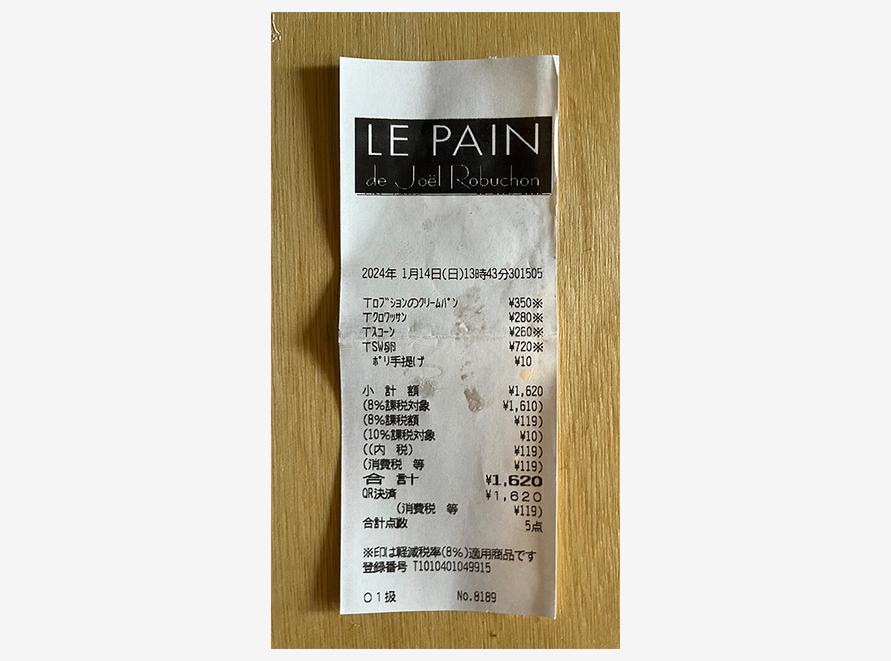 LE PAIN
de Joël Robuchon
2024年 1月14日(日)13時43分301505
Tロブションのクリームパン ¥350※
Tクロワッサン ¥280※
Tスコーン ¥260※
TSW卵 ¥720※
ポリ手提げ ¥10
小 計 額 ¥1,620
(8%課税対象 ¥1,610)
(8%課税額 ¥119)
(10%課税対象 ¥10)
((内 税) ¥119)
(消費税 等 ¥119)
合 計 ¥1,620
QR決済 ¥1,620
(消費税 等 ¥119)
合計点数 5点
※印は軽減税率(8%)適用商品です
登録番号 T1010401049915
01扱 No.8189